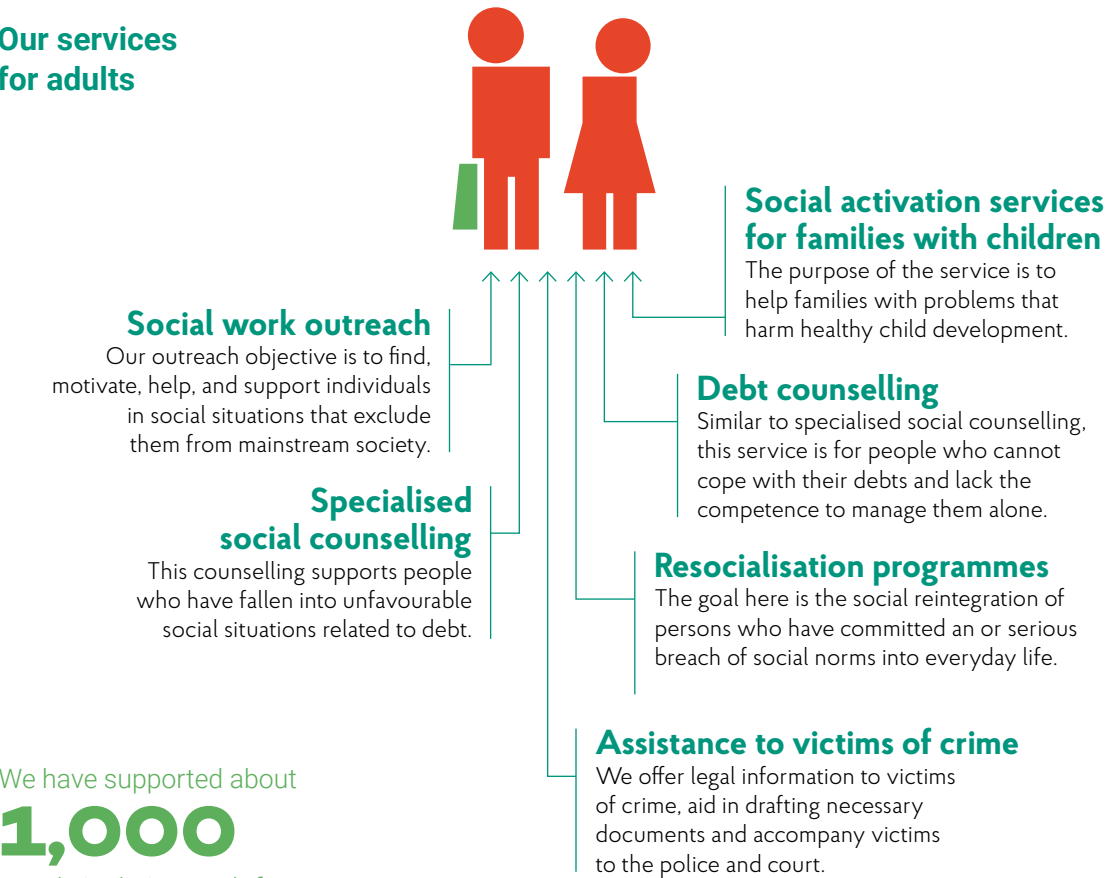 Our services
for adults
Social activation services
for families with children
The purpose of the service is to
help families with problems that
harm healthy child development.
Social work outreach
Our outreach objective is to find,
motivate, help, and support individuals
in social situations that exclude
them from mainstream society.
Debt counselling
Similar to specialised social counselling,
this service is for people who cannot
cope with their debts and lack the
competence to manage them alone.
Specialised
social counselling
This counselling supports people
who have fallen into unfavourable
social situations related to debt.
Resocialisation programmes
The goal here is the social reintegration of
persons who have committed an or serious
breach of social norms into everyday life.
Assistance to victims of crime
We offer legal information to victims
of crime, aid in drafting necessary
documents and accompany victims
to the police and court.
We have supported about
1,000